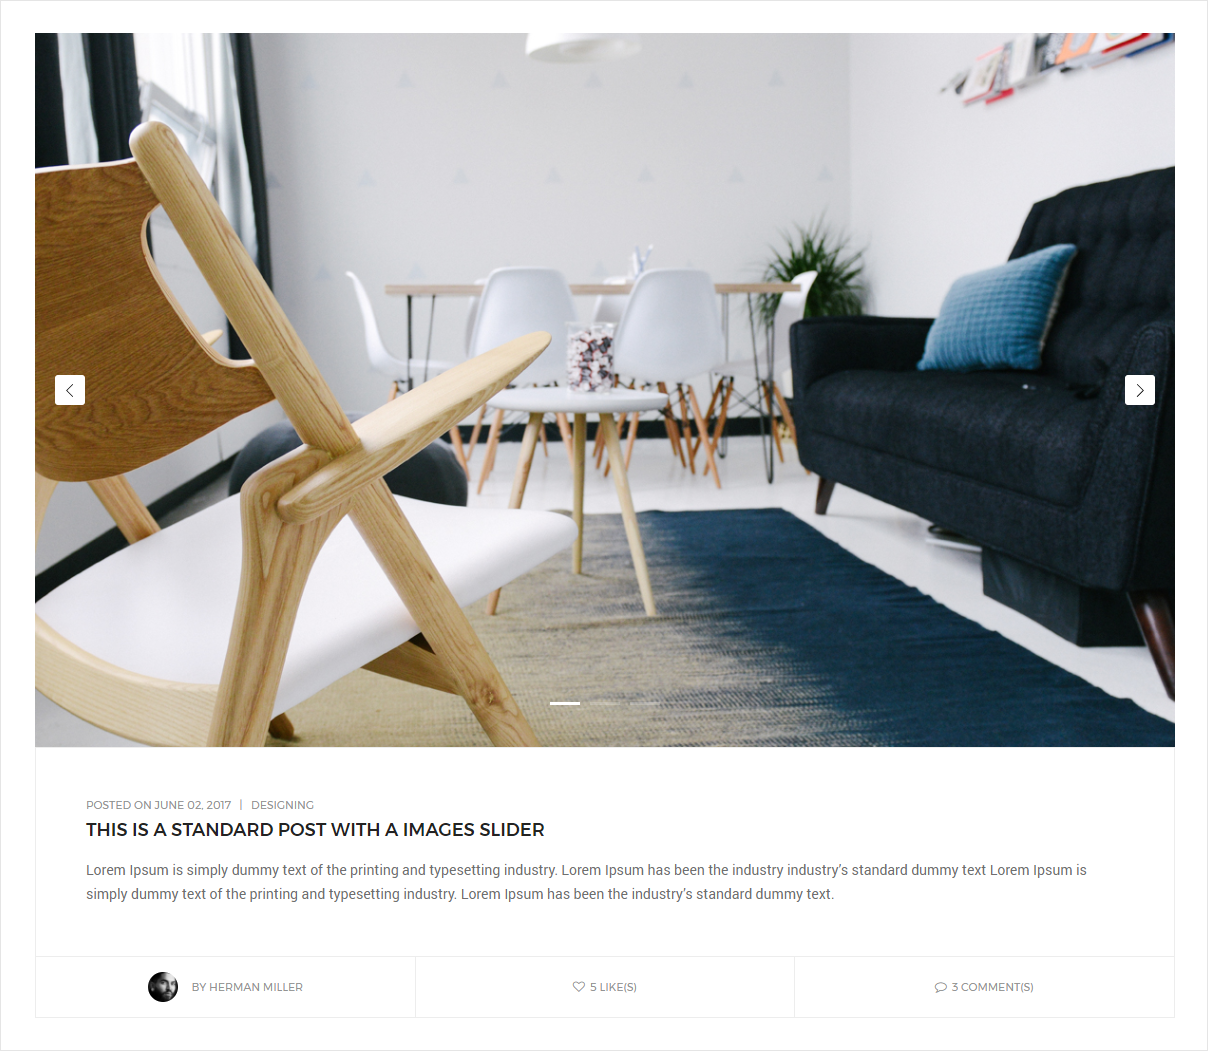 POSTED ON JUNE 02, 2017 | DESIGNING
THIS IS A STANDARD POST WITH A IMAGES SLIDER
Lorem Ipsum is simply dummy text of the printing and typesetting industry. Lorem Ipsum has been the industry industry’s standard dummy text Lorem Ipsum is
simply dummy text of the printing and typesetting industry. Lorem Ipsum has been the industry’s standard dummy text.
BY HERMAN MILLER
5 LIKE(S)
3 COMMENT(S)